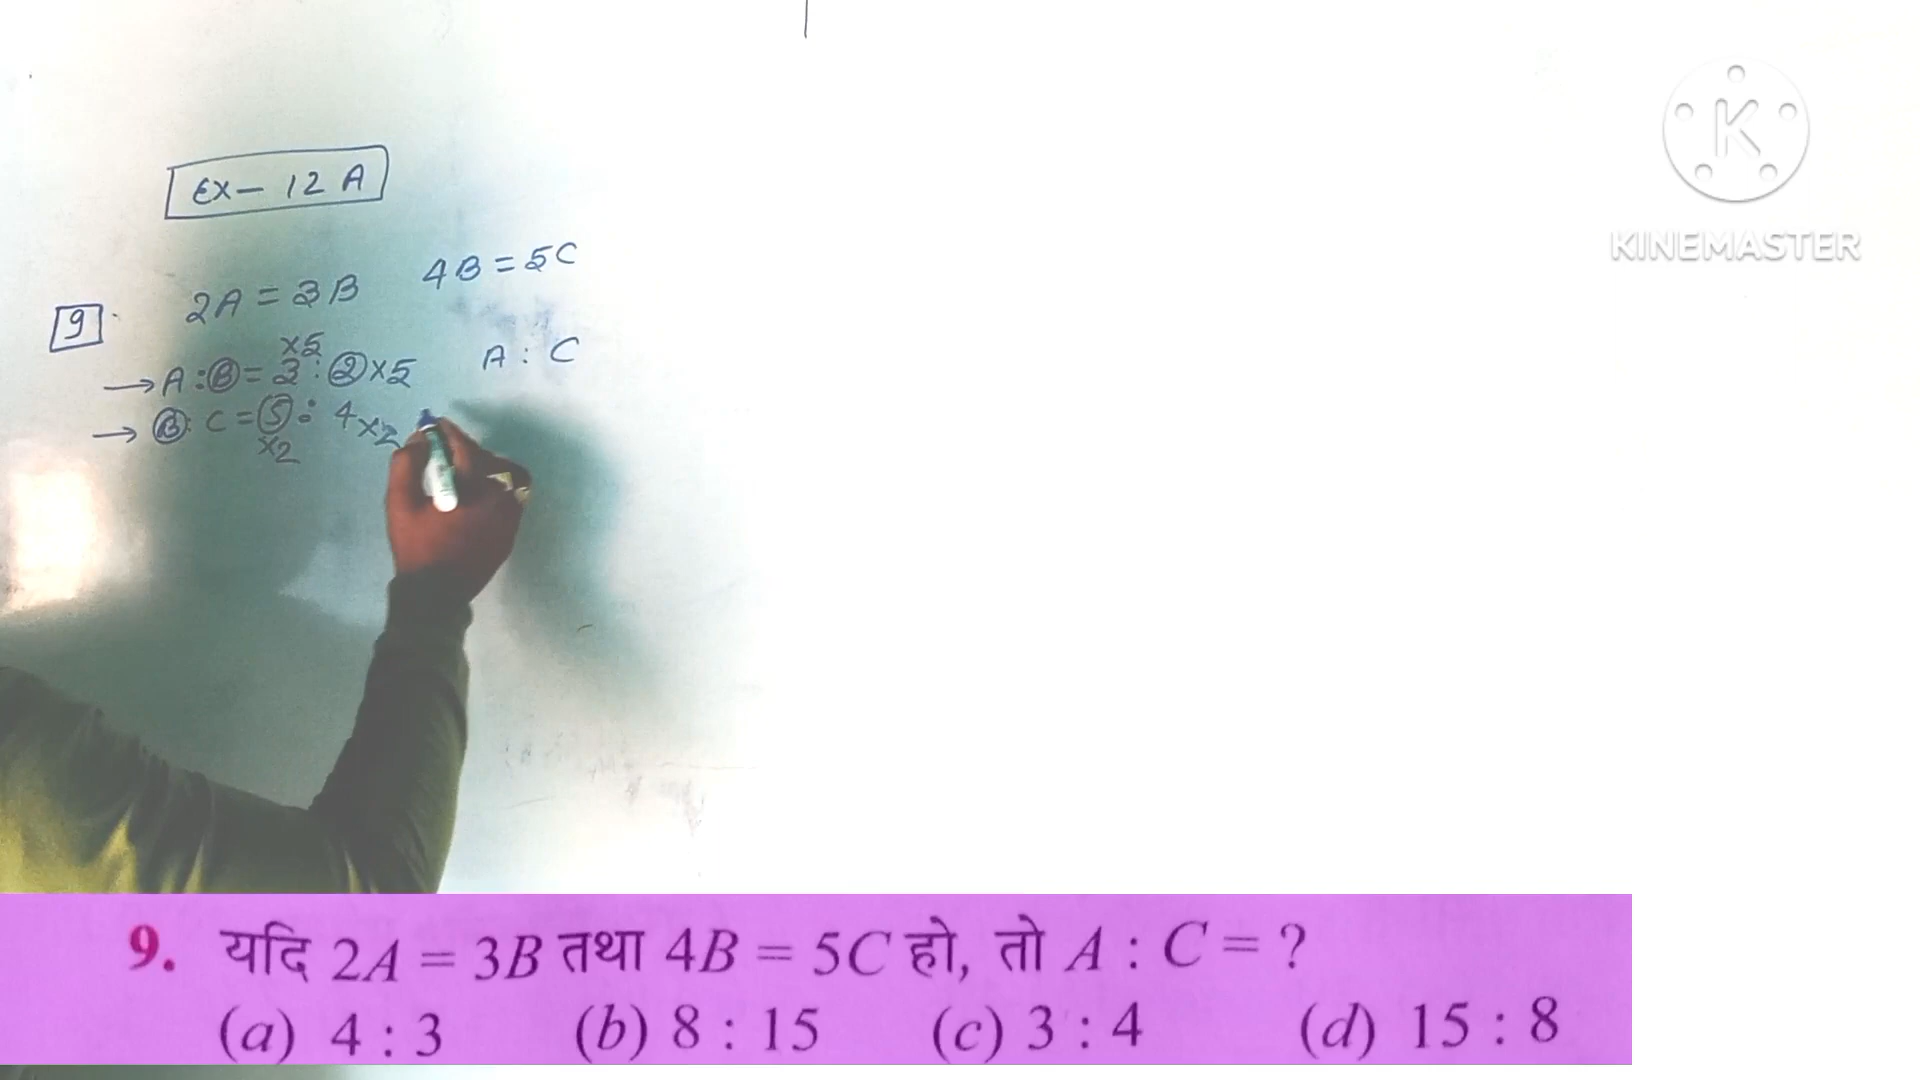 Ex- 12 A
9. 2A = 3B 4B = 5C
×5
→ A:B = 3:2×5 A : C
→ B:C = 5:4×2
×2
K
KINEMASTER
9. यदि 2A = 3B तथा 4B = 5C हो, तो A : C = ?
(a) 4 : 3 (b) 8 : 15 (c) 3 : 4 (d) 15 : 8